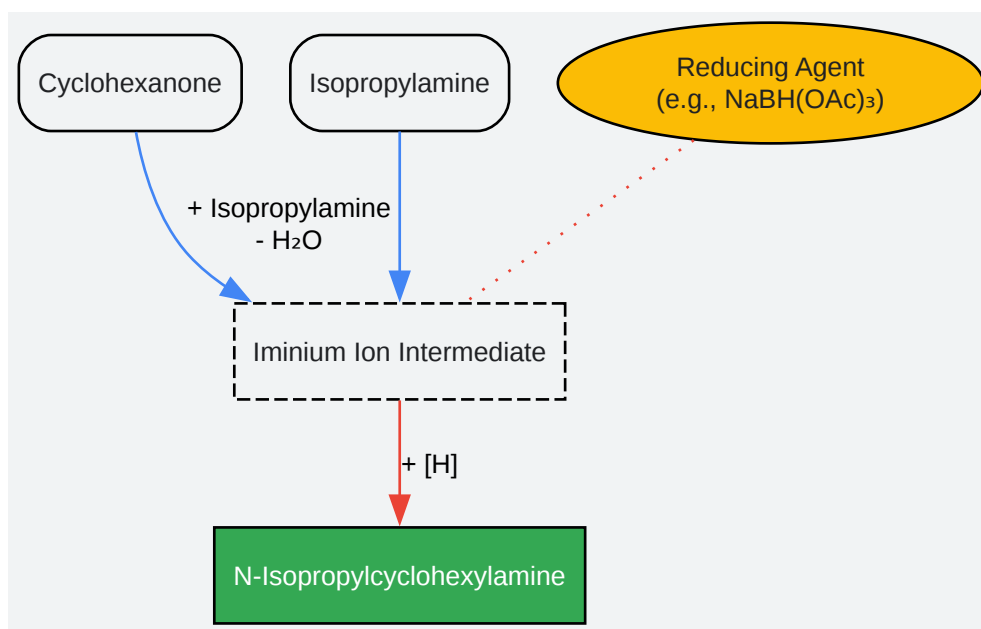 Cyclohexanone
Isopropylamine
Reducing Agent
(e.g., NaBH(OAc)₃)
+ Isopropylamine
- H₂O
Iminium Ion Intermediate
+ [H]
N-Isopropylcyclohexylamine